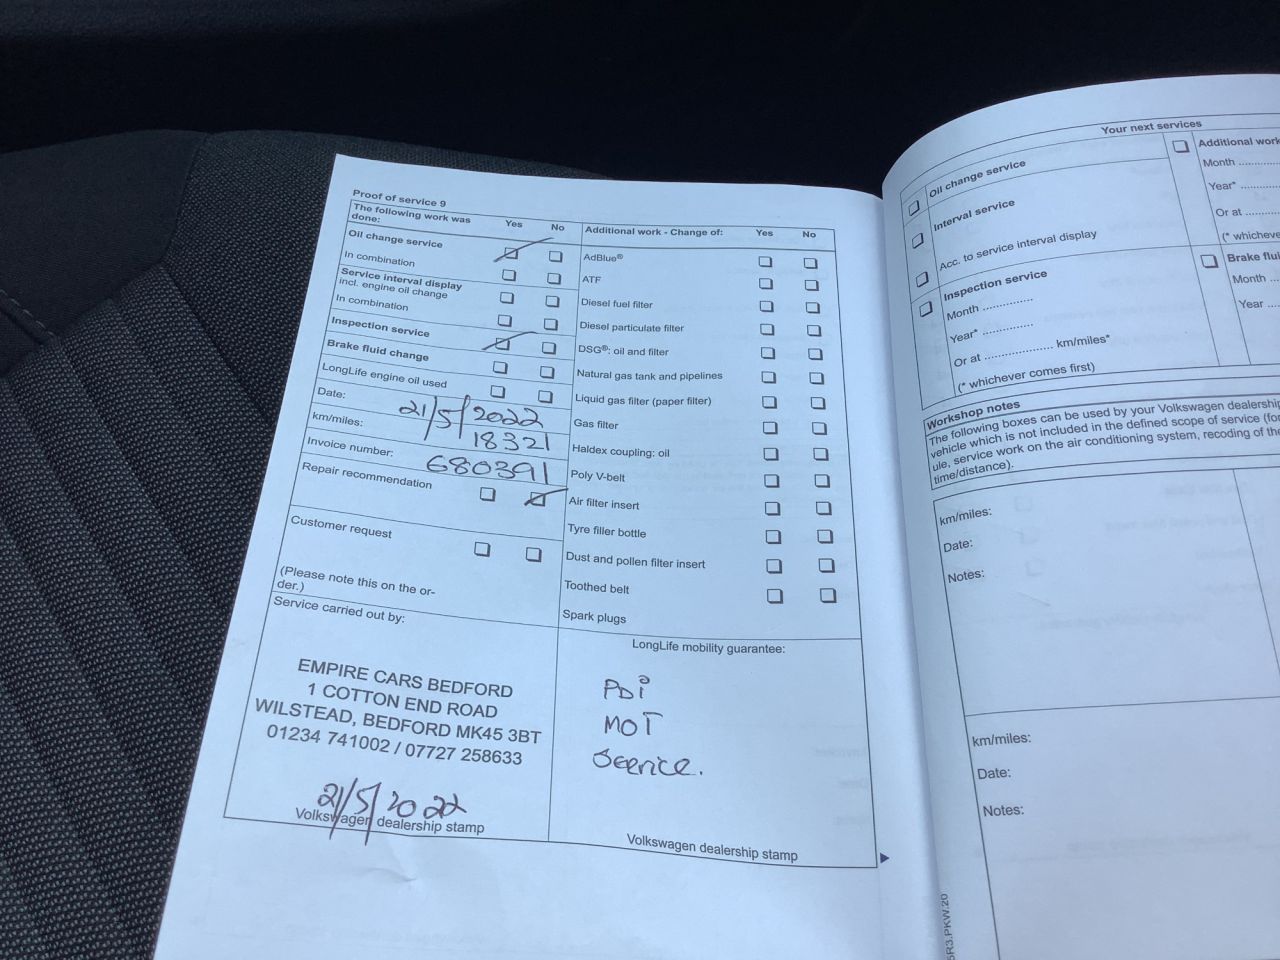 Proof of service 9
The following work was done: Yes No
Oil change service
In combination
Service interval display
incl. engine oil change
In combination
Inspection service
Brake fluid change
LongLife engine oil used
Date: 21/5/2022
km/miles: 18321
Invoice number: 680391
Repair recommendation
Customer request
(Please note this on the or-
der.)
Service carried out by:
EMPIRE CARS BEDFORD
1 COTTON END ROAD
WILSTEAD, BEDFORD MK45 3BT
01234 741002 / 07727 258633
21/5/2022
Volkswagen dealership stamp
Additional work - Change of: Yes No
AdBlue®
ATF
Diesel fuel filter
Diesel particulate filter
DSG®: oil and filter
Natural gas tank and pipelines
Liquid gas filter (paper filter)
Gas filter
Haldex coupling: oil
Poly V-belt
Air filter insert
Tyre filler bottle
Dust and pollen filter insert
Toothed belt
Spark plugs
LongLife mobility guarantee:
PDi
MOT
Service.
Volkswagen dealership stamp
Your next services
Oil change service
Interval service
Acc. to service interval display
Inspection service
Month .............
Year* .............
Or at .................. km/miles*
(* whichever comes first)
Additional work
Month
Year*
Or at
(* whicheve
Brake flui
Month
Year
Workshop notes
The following boxes can be used by your Volkswagen dealership
vehicle which is not included in the defined scope of service (for
ule, service work on the air conditioning system, recoding of the
time/distance).
km/miles:
Date:
Notes:
km/miles:
Date:
Notes:
5R3.PKW.20